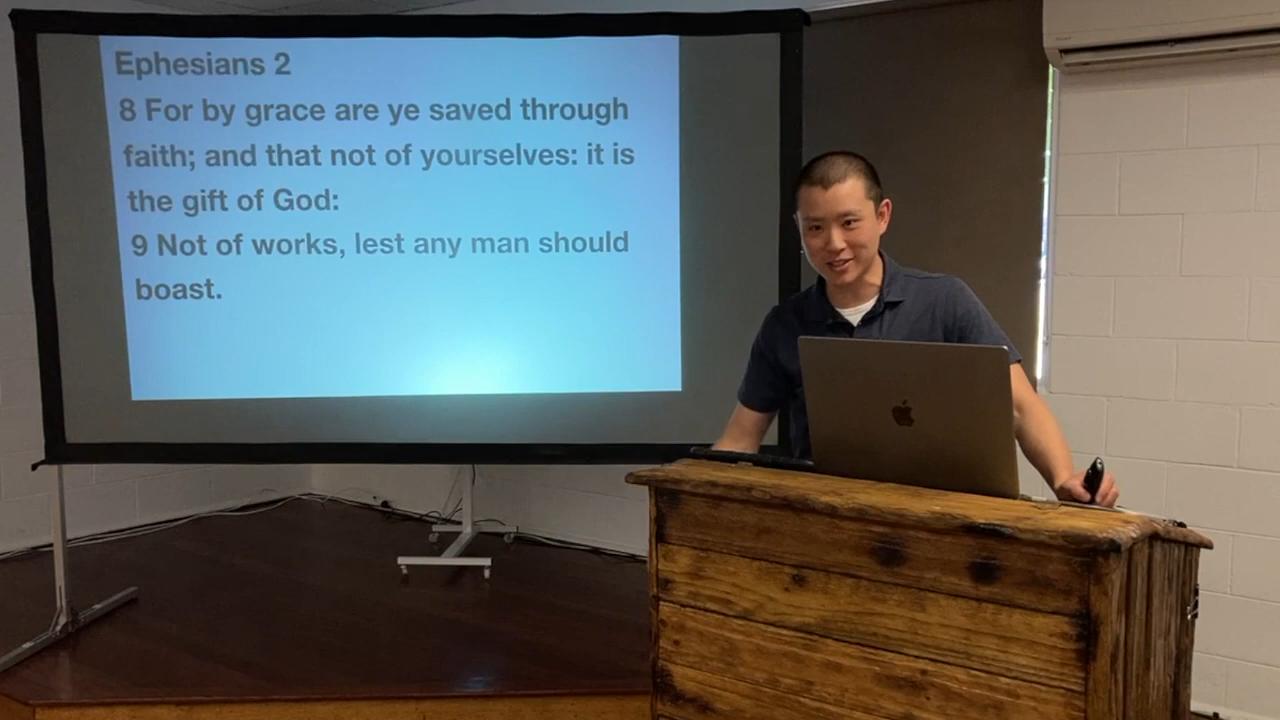 Ephesians 2
8 For by grace are ye saved through
faith; and that not of yourselves: it is
the gift of God:
9 Not of works, lest any man should
boast.